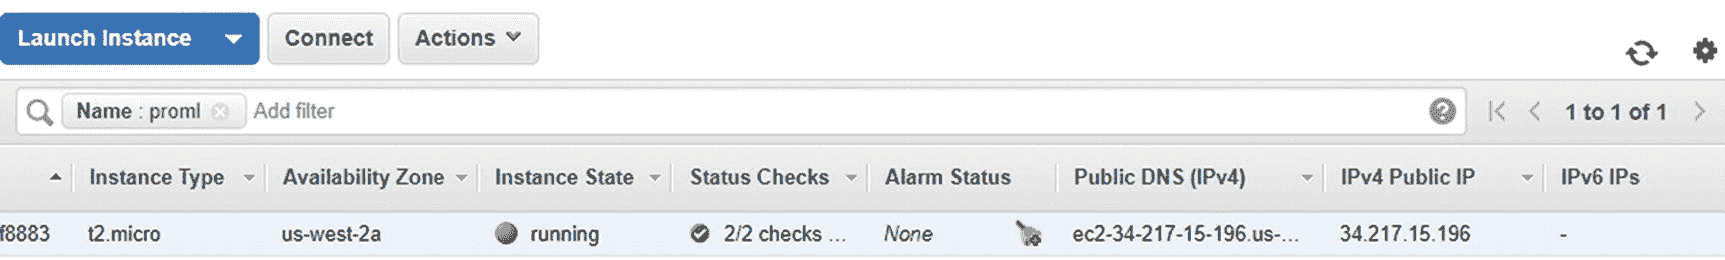 Launch Instance Connect Actions
Name : proml Add filter 1 to 1 of 1
Instance Type Availability Zone Instance State Status Checks Alarm Status Public DNS (IPv4) IPv4 Public IP IPv6 IPs
f8883 t2.micro us-west-2a running 2/2 checks ... None ec2-34-217-15-196.us-... 34.217.15.196 -